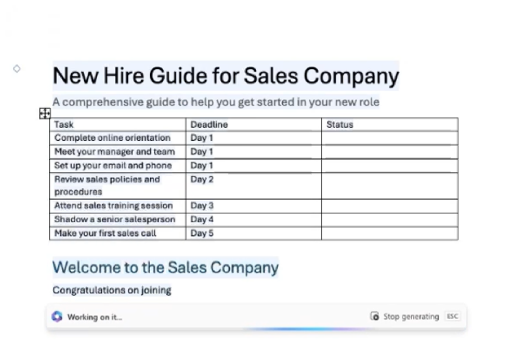 New Hire Guide for Sales Company
A comprehensive guide to help you get started in your new role
Task Deadline Status
Complete online orientation Day 1
Meet your manager and team Day 1
Set up your email and phone Day 1
Review sales policies and Day 2
procedures
Attend sales training session Day 3
Shadow a senior salesperson Day 4
Make your first sales call Day 5
Welcome to the Sales Company
Congratulations on joining
Working on it... Stop generating ESC